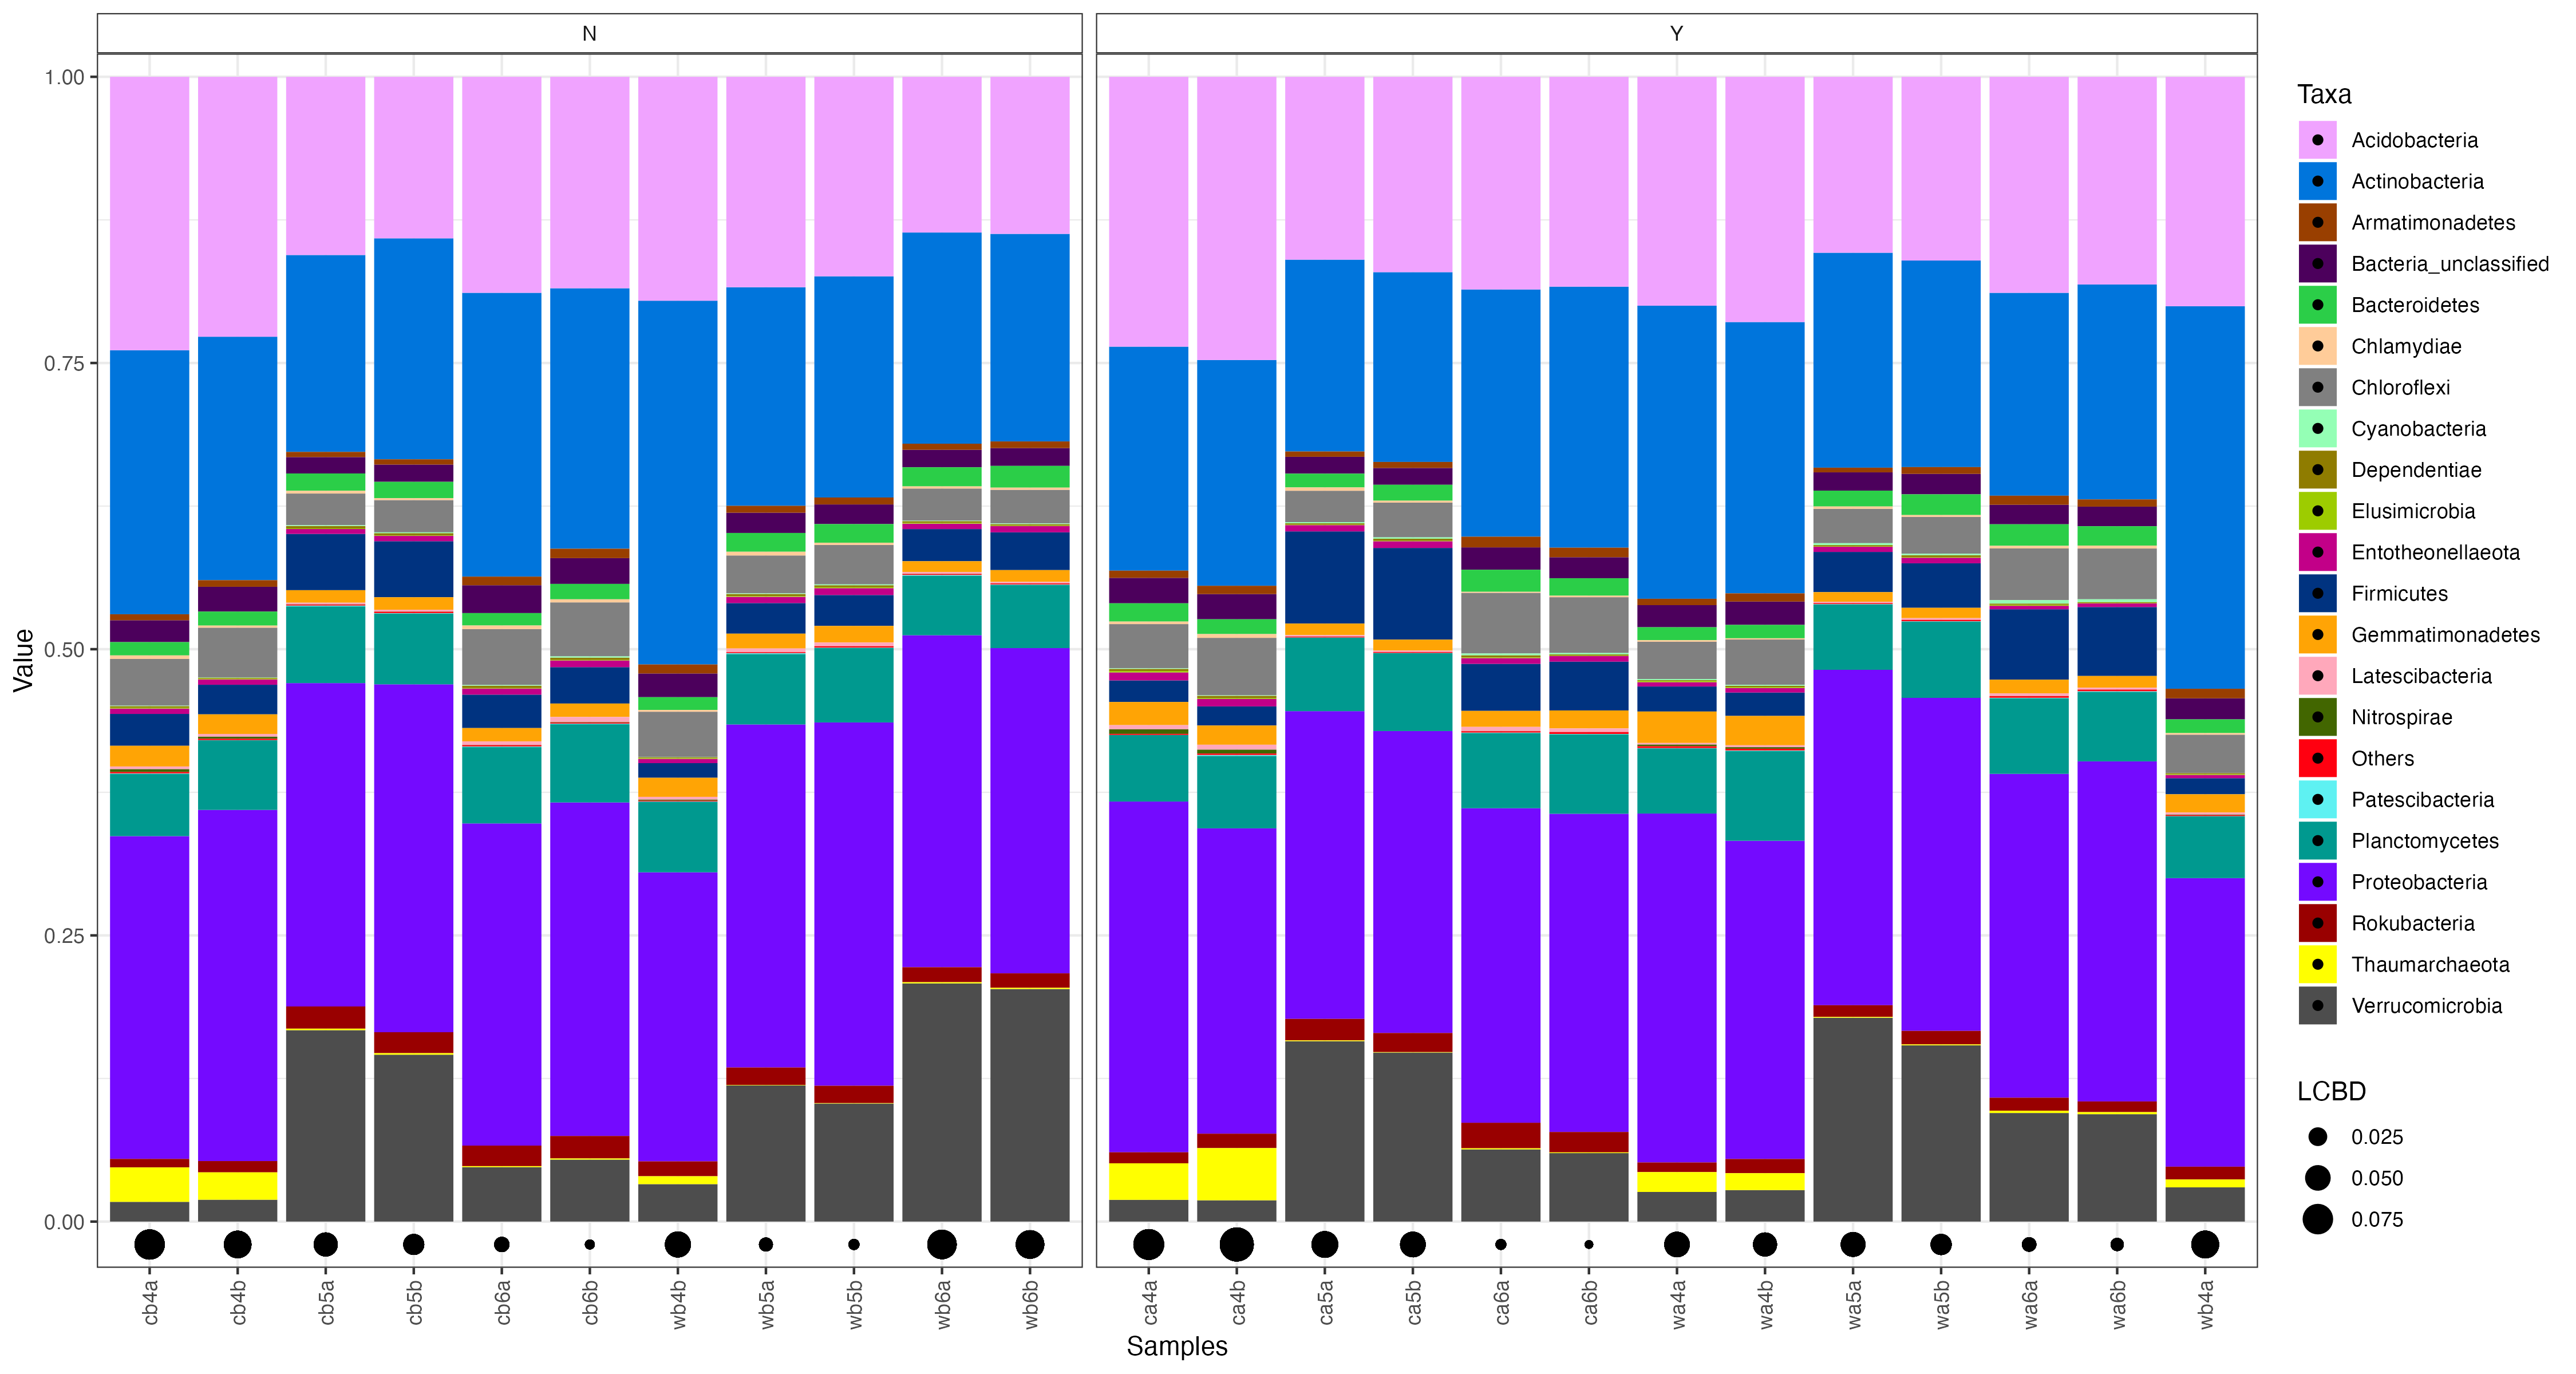 N
Y
1.00
0.75
0.50
0.25
0.00
Value
cb4a
cb4b
cb5a
cb5b
cb6a
cb6b
wb4b
wb5a
wb5b
wb6a
wb6b
ca4a
ca4b
ca5a
ca5b
ca6a
ca6b
wa4a
wa4b
wa5a
wa5b
wa6a
wa6b
wb4a
Samples
Taxa
Acidobacteria
Actinobacteria
Armatimonadetes
Bacteria_unclassified
Bacteroidetes
Chlamydiae
Chloroflexi
Cyanobacteria
Dependentiae
Elusimicrobia
Entotheonellaeota
Firmicutes
Gemmatimonadetes
Latescibacteria
Nitrospirae
Others
Patescibacteria
Planctomycetes
Proteobacteria
Rokubacteria
Thaumarchaeota
Verrucomicrobia
LCBD
0.025
0.050
0.075